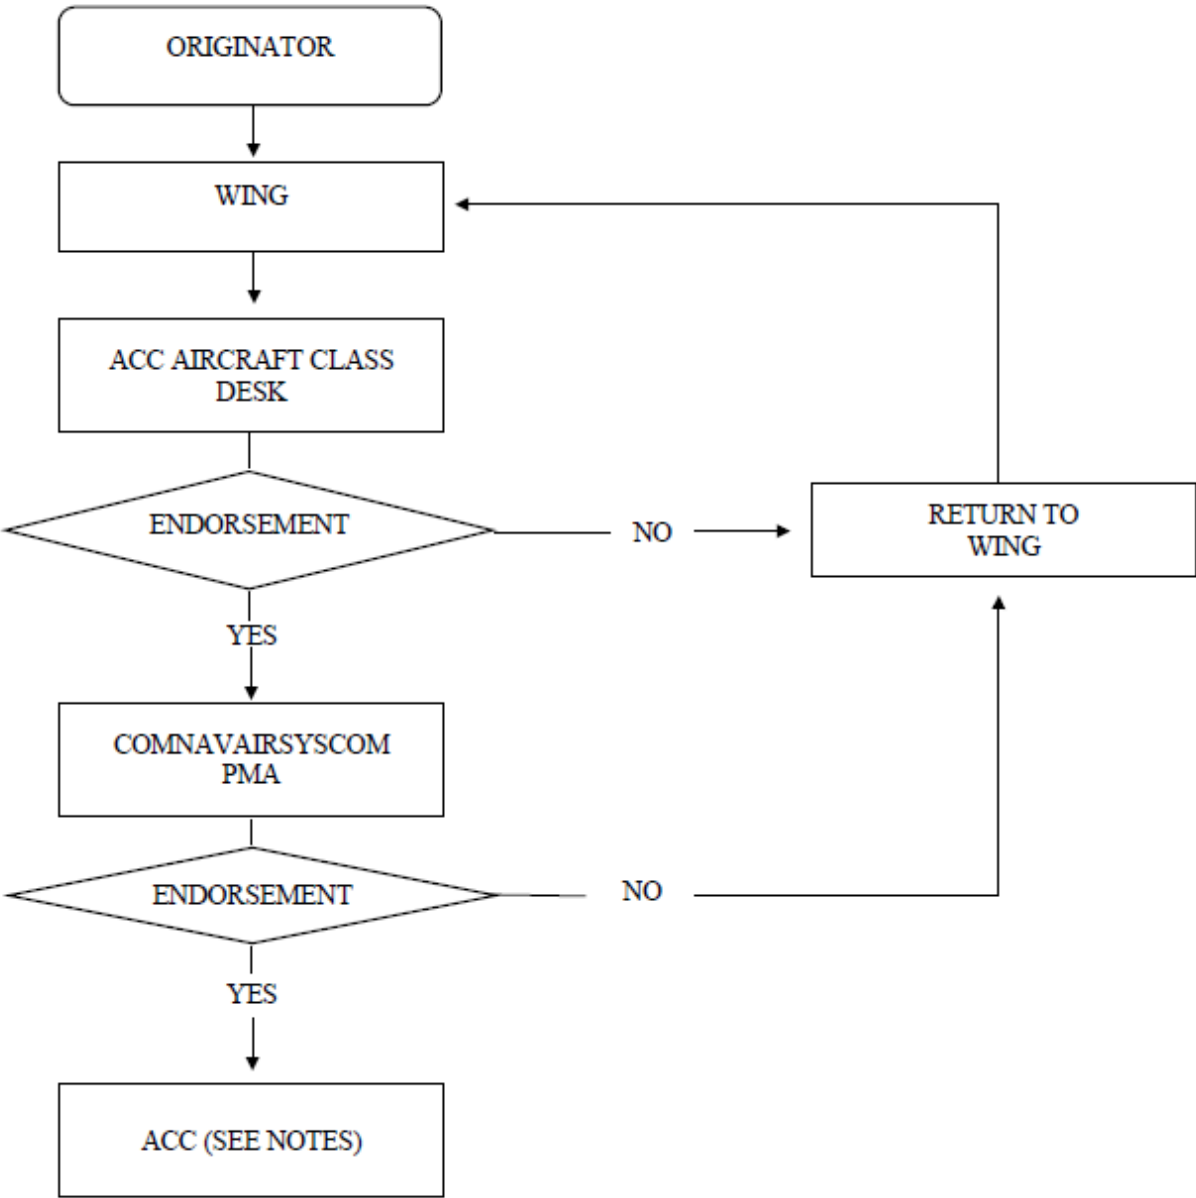 ORIGINATOR
WING
ACC AIRCRAFT CLASS
DESK
ENDORSEMENT
NO
RETURN TO
WING
YES
COMNAVAIRSYSCOM
PMA
ENDORSEMENT
NO
YES
ACC (SEE NOTES)